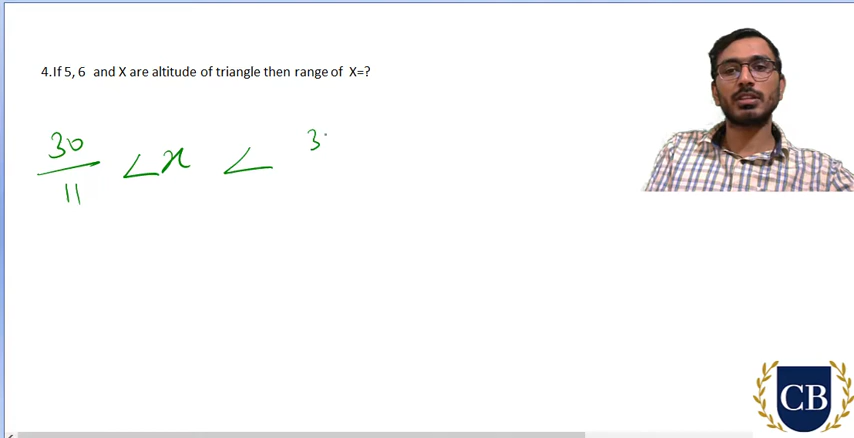 4.If 5, 6 and X are altitude of triangle then range of X=?
30/11 < x < 3
CB